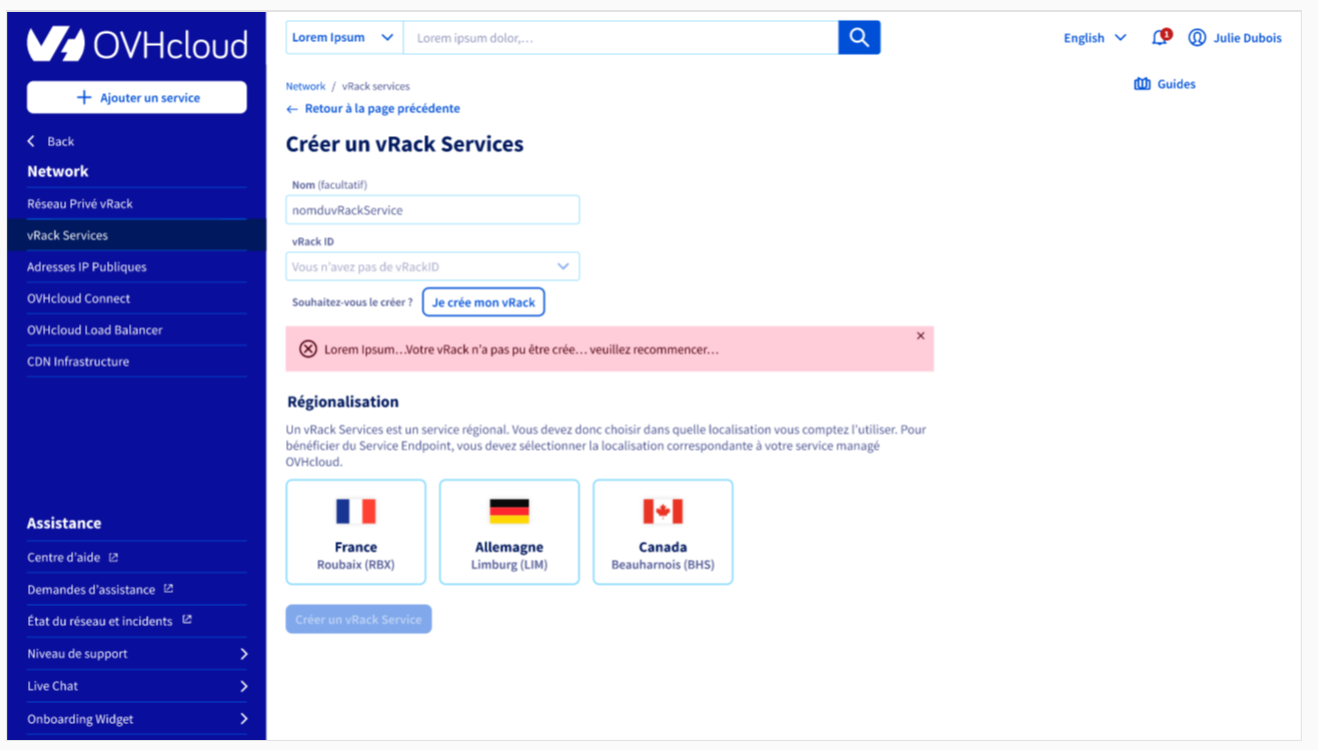 OVHcloud
Ajouter un service
Back
Network
Réseau Privé vRack
vRack Services
Adresses IP Publiques
OVHcloud Connect
OVHcloud Load Balancer
CDN Infrastructure
Assistance
Centre d'aide
Demandes d'assistance
État du réseau et incidents
Niveau de support
Live Chat
Onboarding Widget
Lorem Ipsum
Lorem ipsum dolor,...
English
1
Julie Dubois
Guides
Network / vRack services
← Retour à la page précédente
Créer un vRack Services
Nom (facultatif)
nomduvRackService
vRack ID
Vous n'avez pas de vRackID
Souhaitez-vous le créer ? Je crée mon vRack
Lorem Ipsum...Votre vRack n'a pas pu être crée... veuillez recommencer...
Régionalisation
Un vRack Services est un service régional. Vous devez donc choisir dans quelle localisation vous comptez l'utiliser. Pour
bénéficier du Service Endpoint, vous devez sélectionner la localisation correspondante à votre service managé
OVHcloud.
France
Roubaix (RBX)
Allemagne
Limburg (LIM)
Canada
Beauharnois (BHS)
Créer un vRack Service